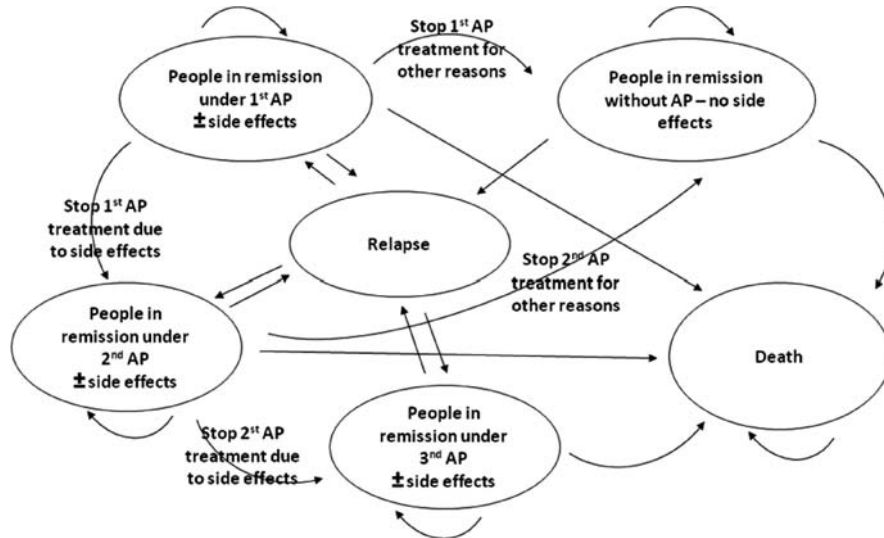 People in remission
under 1st AP
± side effects
Stop 1st AP
treatment for
other reasons
People in remission
without AP – no side
effects
Stop 1st AP
treatment due
to side effects
Relapse
Stop 2nd AP
treatment for
other reasons
People in
remission under
2nd AP
± side effects
Death
Stop 2st AP
treatment due
to side effects
People in
remission under
3nd AP
± side effects